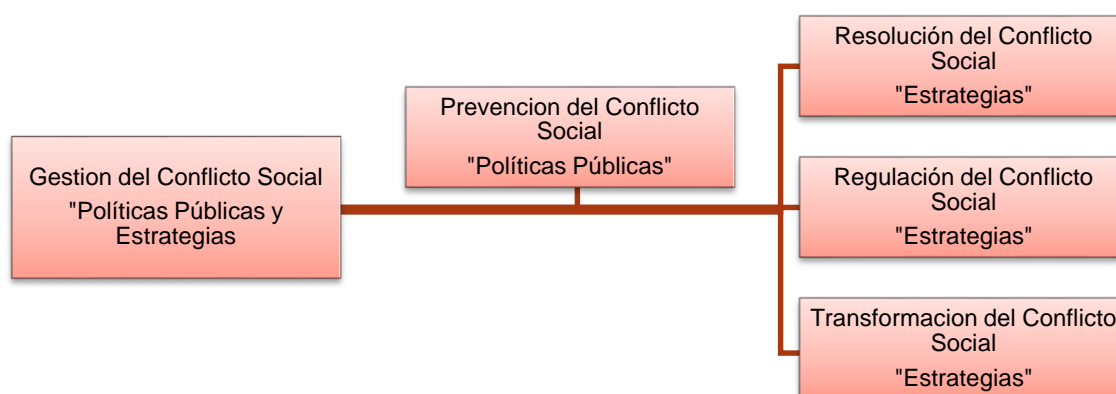 Gestion del Conflicto Social
"Políticas Públicas y
Estrategias
Prevencion del Conflicto
Social
"Políticas Públicas"
Resolución del Conflicto
Social
"Estrategias"
Regulación del Conflicto
Social
"Estrategias"
Transformacion del Conflicto
Social
"Estrategias"